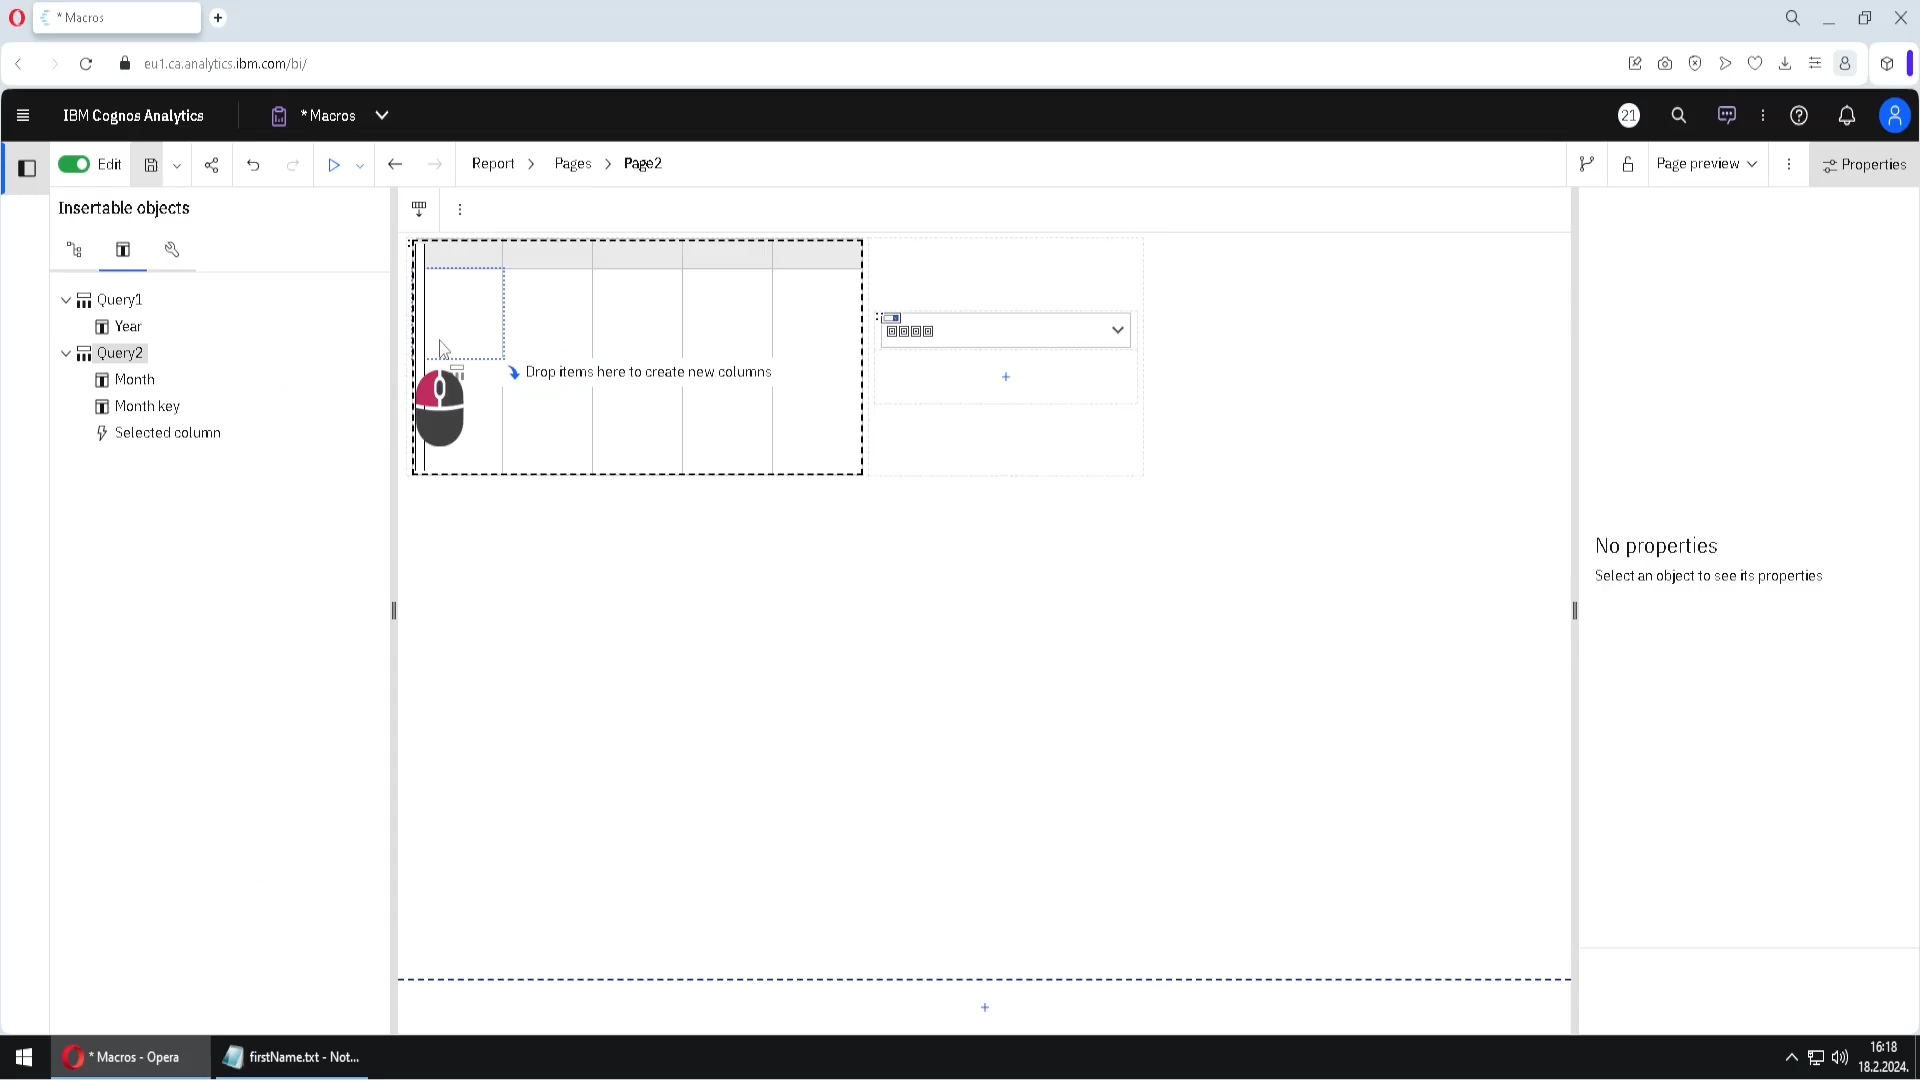 * Macros
eu1.ca.analytics.ibm.com/bi/
IBM Cognos Analytics
* Macros
21
Edit
Report
Pages
Page2
Page preview
Properties
Insertable objects
Query1
Year
Query2
Month
Month key
Selected column
Drop items here to create new columns
No properties
Select an object to see its properties
* Macros - Opera
firstName.txt - Not...
16:18
18.2.2024.